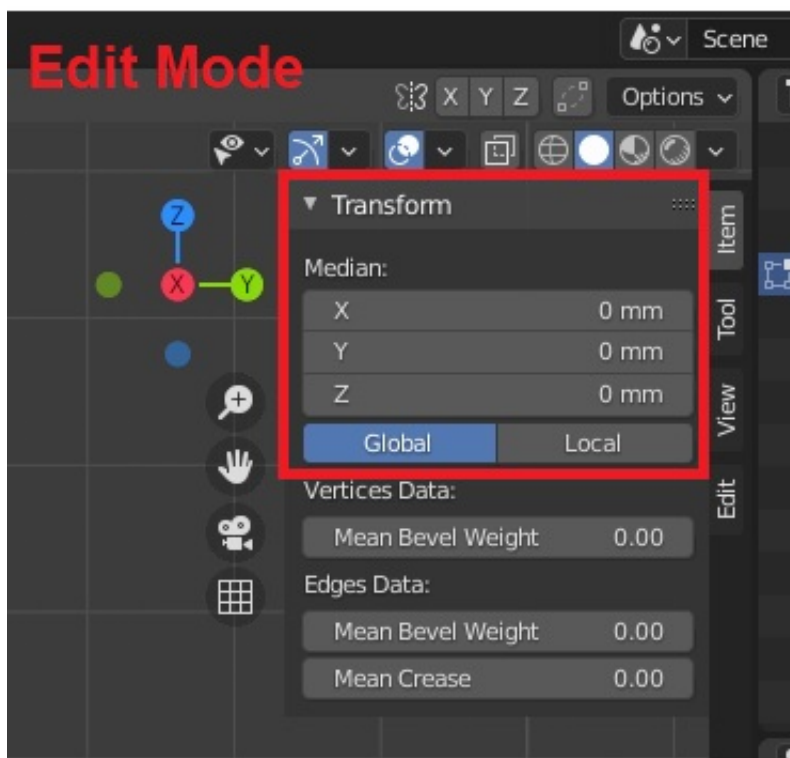 Scene
Edit Mode
X Y Z
Options
Transform
Item
Z
Median:
X Y
X 0 mm
Tool
Y 0 mm
Z 0 mm
View
Global Local
Vertices Data:
Edit
Mean Bevel Weight 0.00
Edges Data:
Mean Bevel Weight 0.00
Mean Crease 0.00